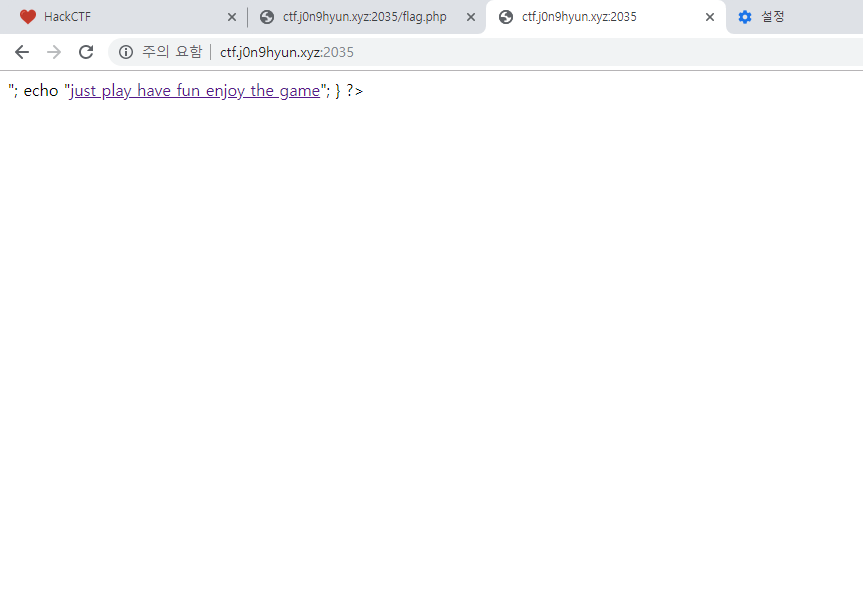 HackCTF
ctf.j0n9hyun.xyz:2035/flag.php
ctf.j0n9hyun.xyz:2035
설정
주의 요함
ctf.j0n9hyun.xyz:2035
"; echo "just play have fun enjoy the game"; } ?>